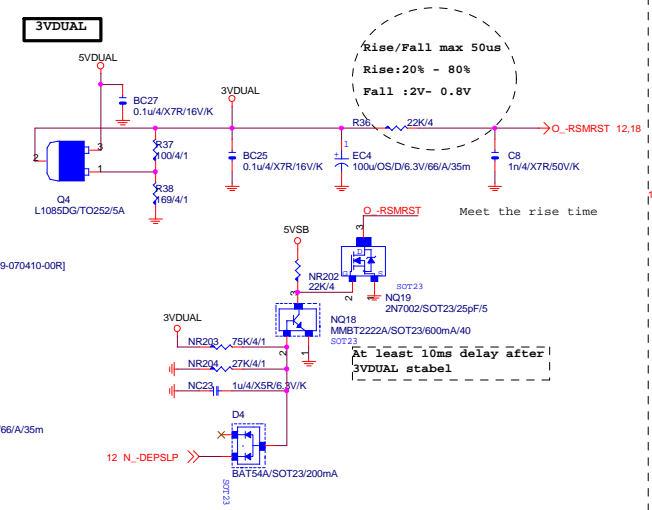 3VDUAL
Rise/Fall max 50us
Rise:20% - 80%
Fall :2V- 0.8V
5VDUAL
BC27
0.1u/4/X7R/16V/K
3VDUAL
R36
22K/4
O_-RSMRST 12,18
3
2
1
R37
100/4/1
BC25
0.1u/4/X7R/16V/K
1
+
EC4
100u/OS/D/6.3V/66/A/35m
C8
1n/4/X7R/50V/K
Q4
L1085DG/TO252/5A
R38
169/4/1
O_-RSMRST
Meet the rise time
5VSB
3
D
G
S
9-070410-00R]
NR202
22K/4
2
1
SOT23
NQ19
2N7002/SOT23/25pF/5
3
3VDUAL
NQ18
MMBT2222A/SOT23/600mA/40
SOT23
NR203
75K/4/1
2
1
At least 10ms delay after
3VDUAL stabel
NR204
27K/4/1
NC23
1u/4/X5R/6.3V/K
D4
66/A/35m
12 N_-DEPSLP
BAT54A/SOT23/200mA
SOT23